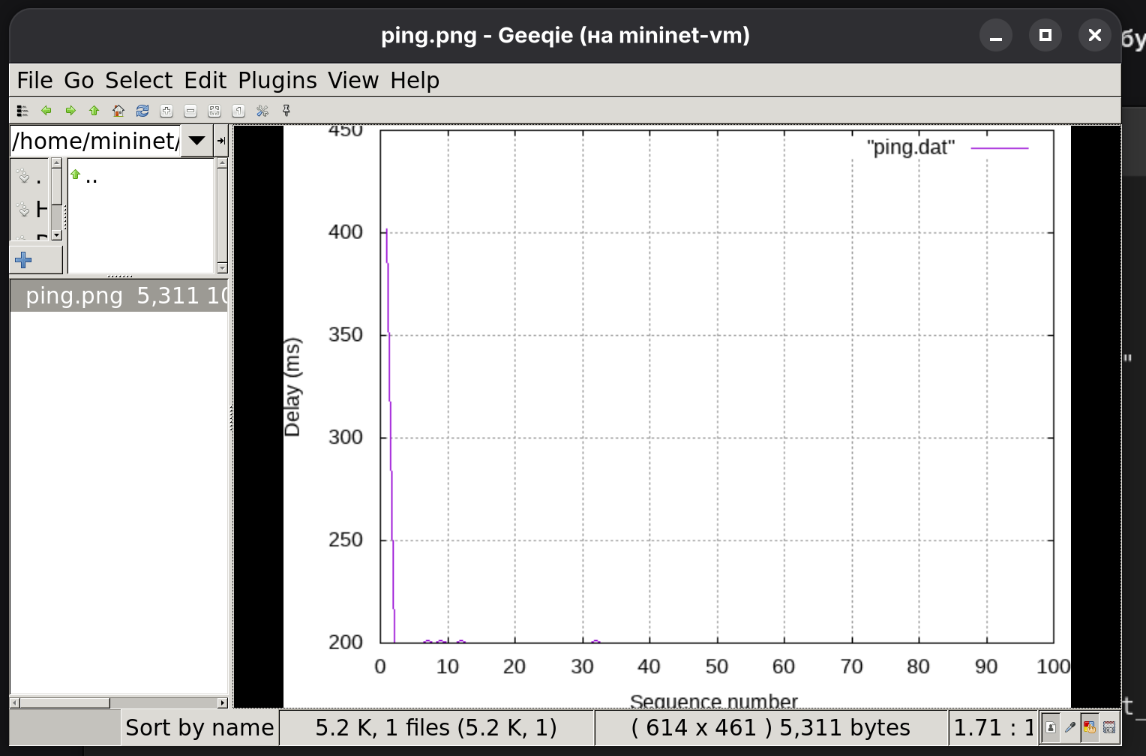 ping.png - Geeqie (на mininet-vm)
File Go Select Edit Plugins View Help
/home/mininet/
..
ping.png 5,311 10
"ping.dat"
450
400
350
300
250
200
Delay (ms)
0 10 20 30 40 50 60 70 80 90 100
Sequence number
Sort by name 5.2 K, 1 files (5.2 K, 1) ( 614 x 461 ) 5,311 bytes 1.71 : 1